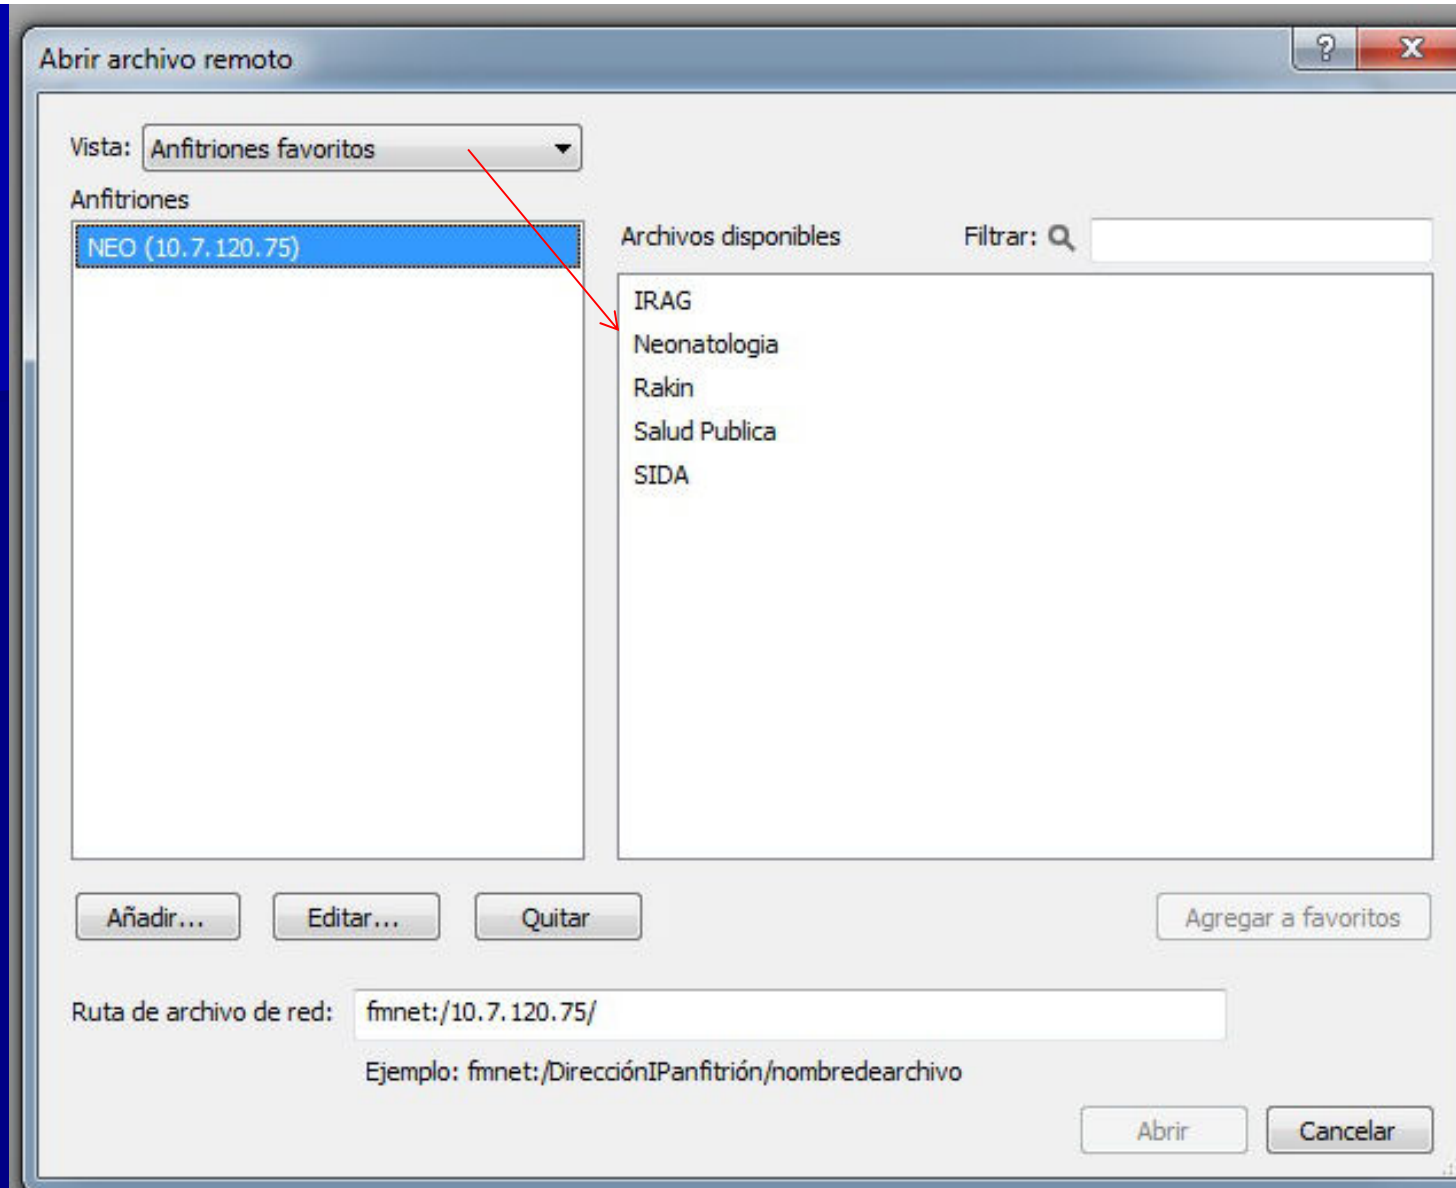 Abrir archivo remoto
Vista: Anfitriones favoritos
Anfitriones
NEO (10.7.120.75)
Archivos disponibles
Filtrar:
IRAG
Neonatologia
Rakin
Salud Publica
SIDA
Añadir...
Editar...
Quitar
Agregar a favoritos
Ruta de archivo de red: fmnet:/10.7.120.75/
Ejemplo: fmnet:/DirecciónIPanfitrión/nombredearchivo
Abrir
Cancelar